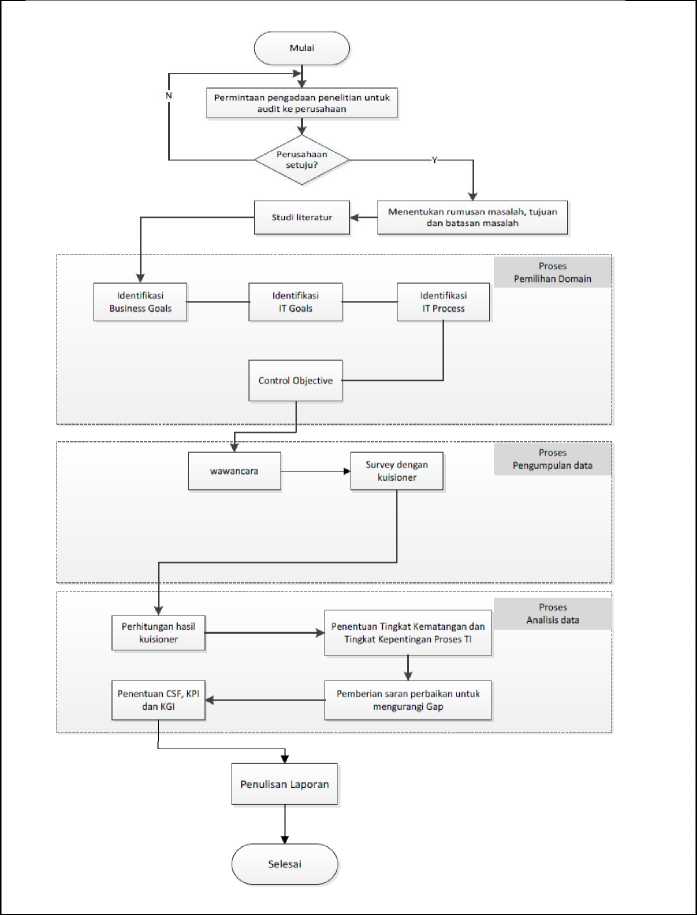 Mulai
N
Permintaan pengadaan penelitian untuk
audit ke perusahaan
Perusahaan
setuju?
Y
Menentukan rumusan masalah, tujuan
dan batasan masalah
Studi literatur
Proses
Pemilihan Domain
Identifikasi
Business Goals
Identifikasi
IT Goals
Identifikasi
IT Process
Control Objective
Proses
Pengumpulan data
wawancara
Survey dengan
kuisioner
Proses
Analisis data
Perhitungan hasil
kuisioner
Penentuan Tingkat Kematangan dan
Tingkat Kepentingan Proses TI
Pemberian saran perbaikan untuk
mengurangi Gap
Penentuan CSF, KPI
dan KGI
Penulisan Laporan
Selesai